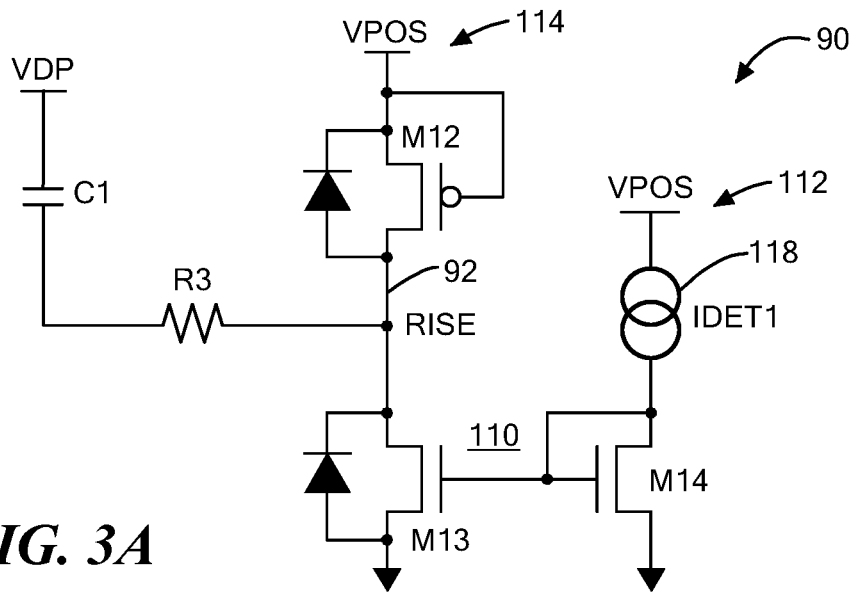 VPOS
114
90
VDP
M12
C1
VPOS
112
118
92
R3
RISE
IDET1
110
M14
M13
IG. 3A